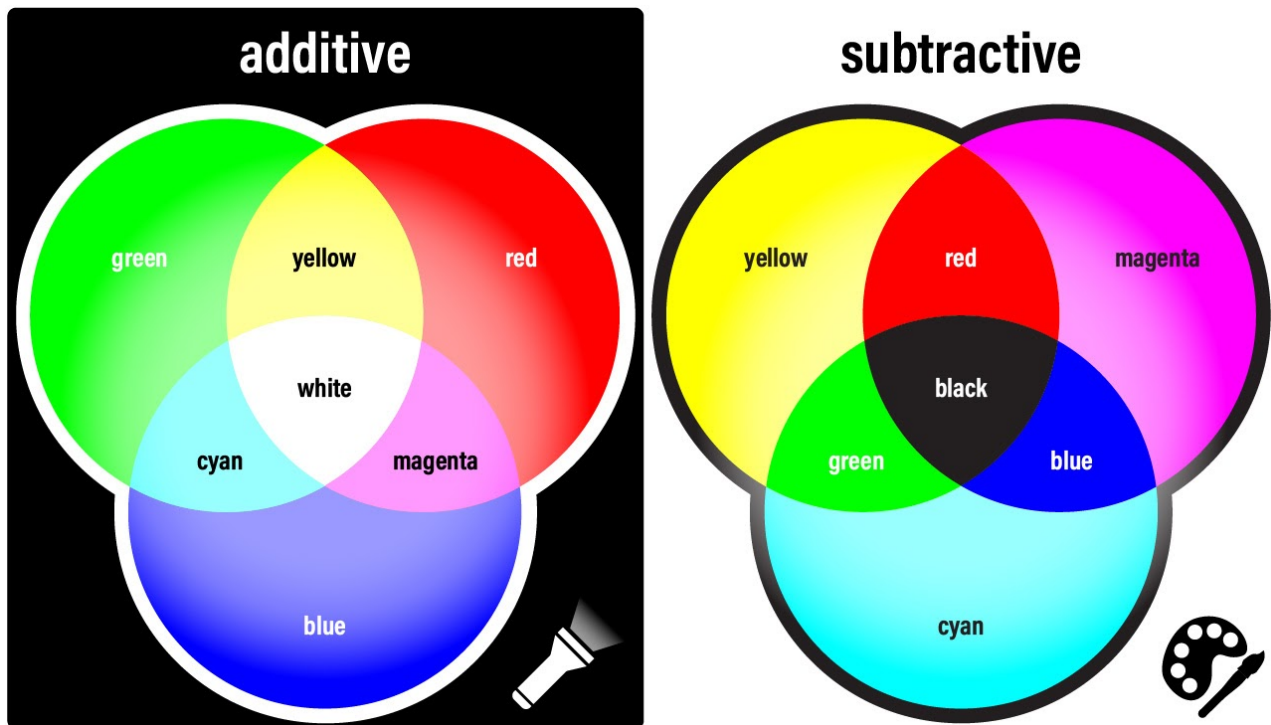 additive
green
yellow
red
white
cyan
magenta
blue
subtractive
yellow
red
magenta
black
green
blue
cyan